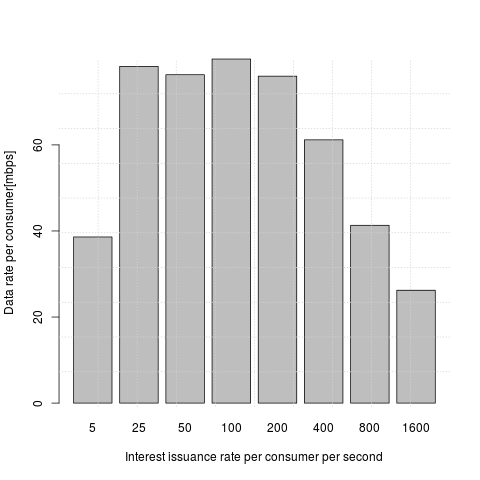 Data rate per consumer[mbps]
60
40
20
0
5 25 50 100 200 400 800 1600
Interest issuance rate per consumer per second